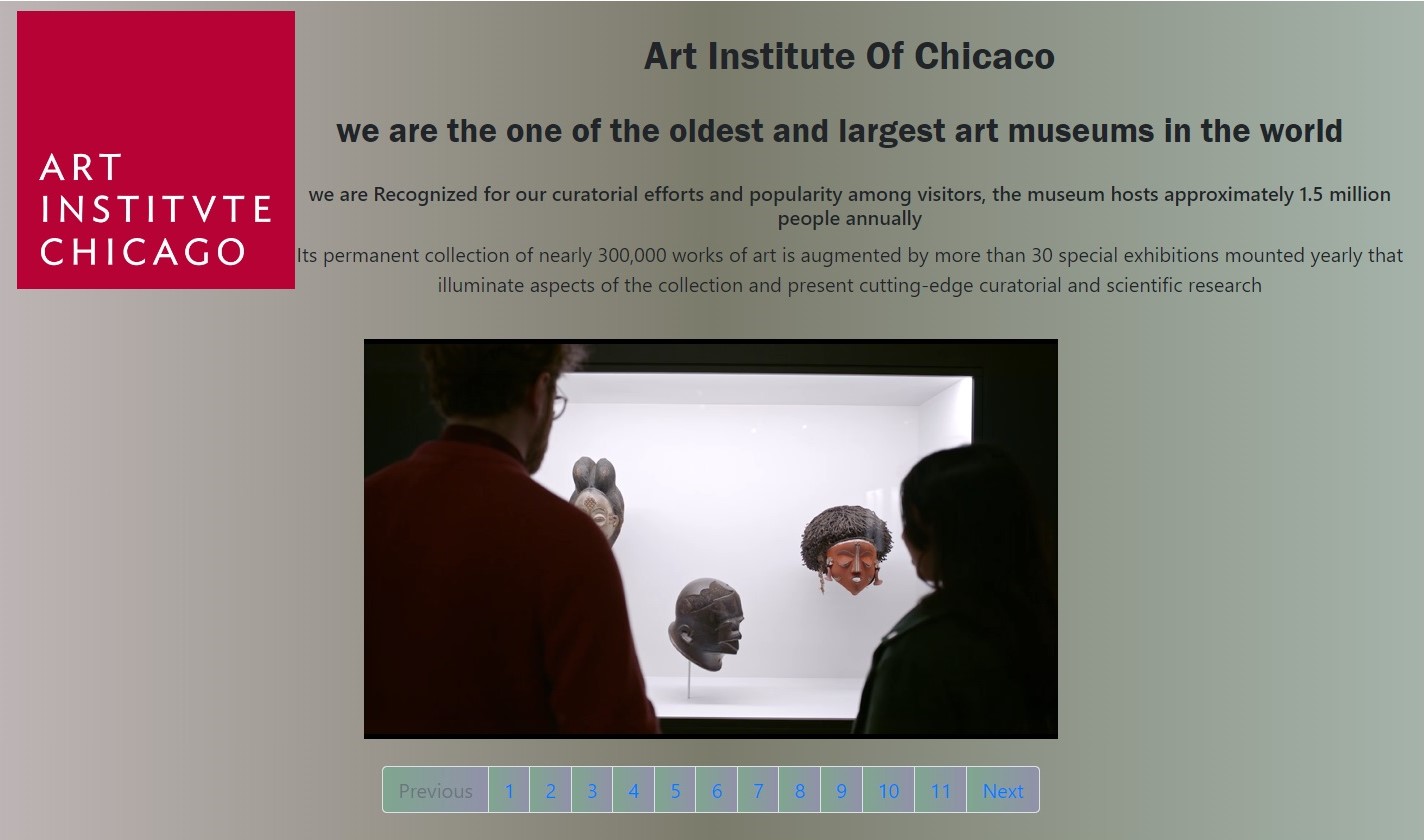 ART
INSTITVTE
CHICAGO
Art Institute Of Chicaco
we are the one of the oldest and largest art museums in the world
we are Recognized for our curatorial efforts and popularity among visitors, the museum hosts approximately 1.5 million
people annually
Its permanent collection of nearly 300,000 works of art is augmented by more than 30 special exhibitions mounted yearly that
illuminate aspects of the collection and present cutting-edge curatorial and scientific research
Previous 1 2 3 4 5 6 7 8 9 10 11 Next